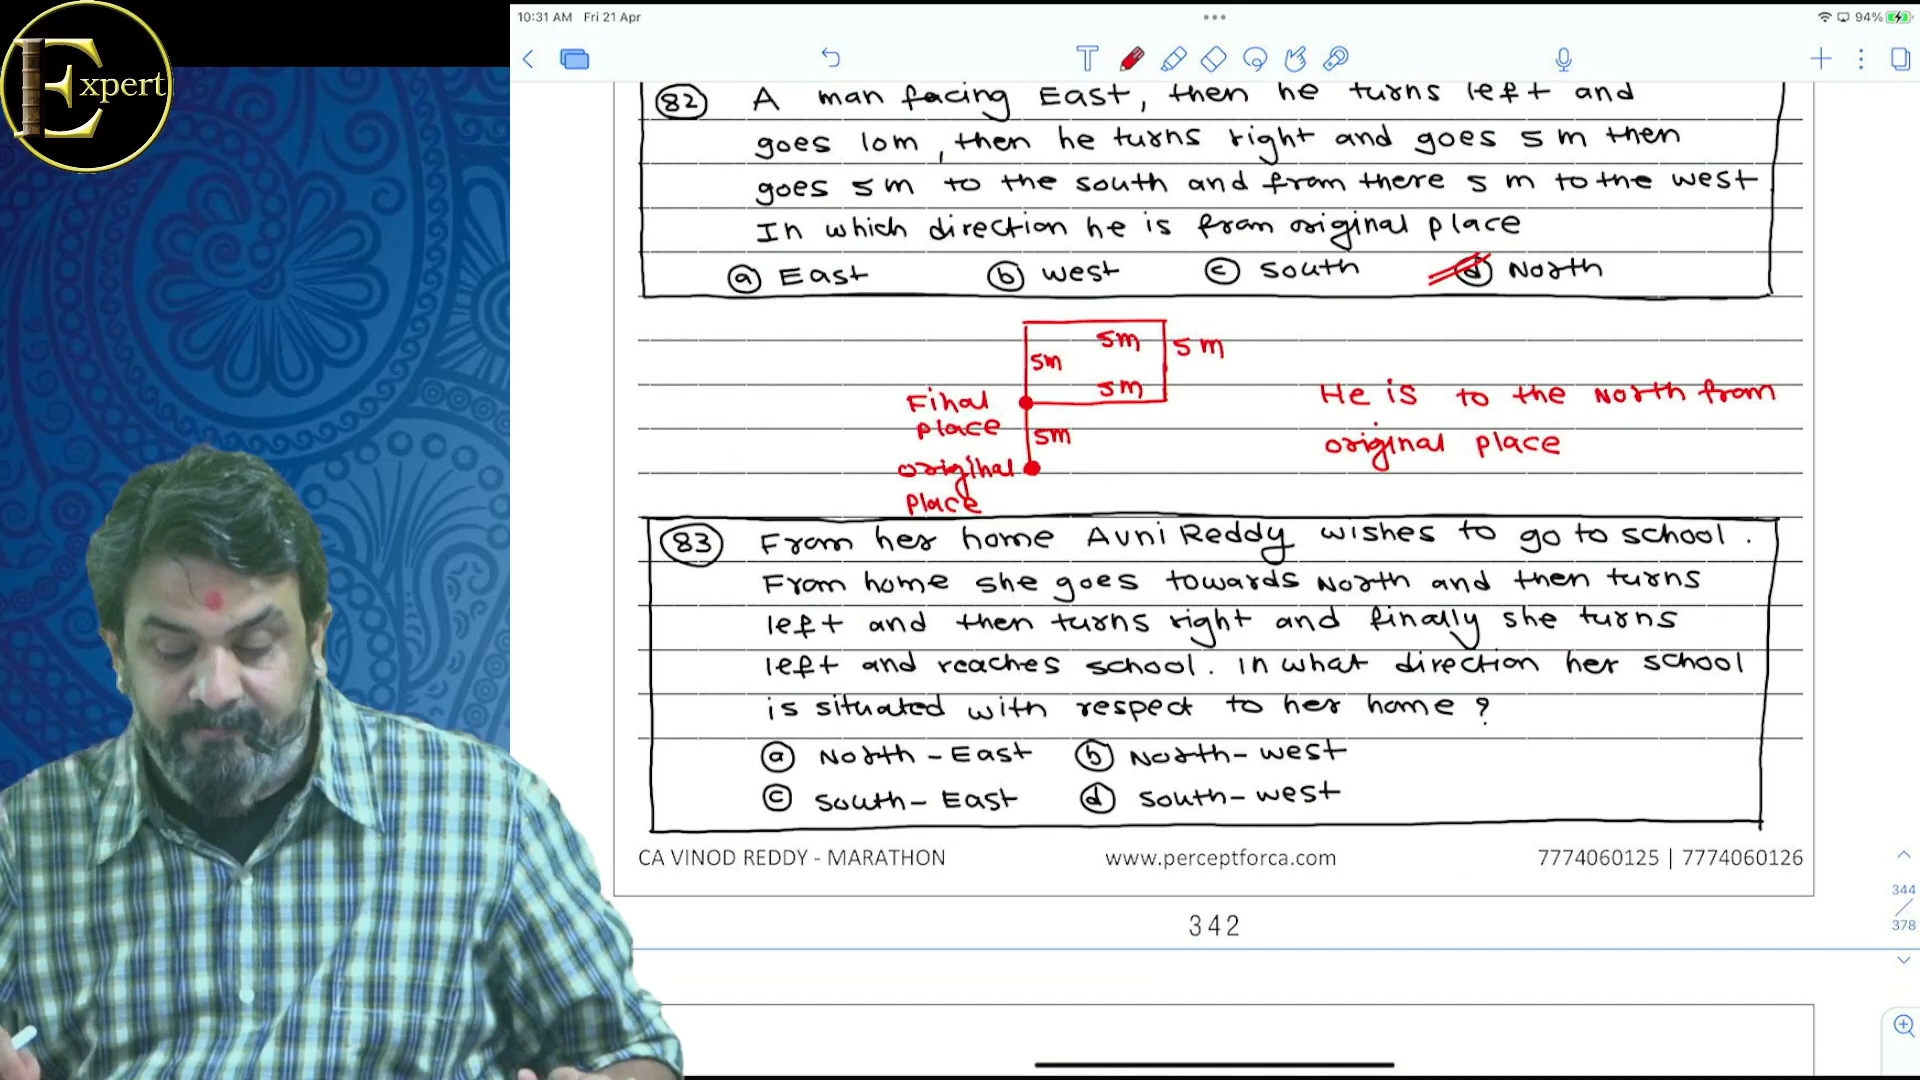 10:31 AM Fri 21 Apr
94%
Expert
82 A man facing East, then he turns left and
goes 10m, then he turns right and goes 5 m then
goes 5 m to the south and from there 5 m to the west
In which direction he is from original place
a East b west c south d North
5m
5 m
5m
5m
Final
place
5m
original
place
He is to the North from
original place
83 From her home Avni Reddy wishes to go to school.
From home she goes towards North and then turns
left and then turns right and finally she turns
left and reaches school. In what direction her school
is situated with respect to her home?
a North-East b North-west
c south-East d south-west
CA VINOD REDDY - MARATHON www.perceptforca.com 7774060125 | 7774060126
342
344
378